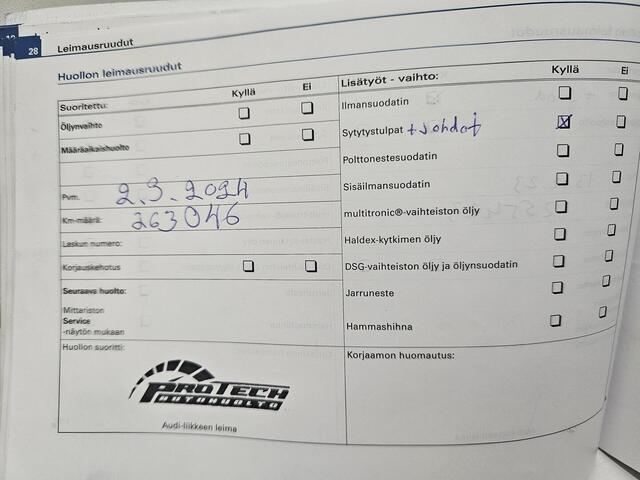 28 Leimausruudut
Huollon leimausruudut
Suoritettu: Kyllä Ei
Öljynvaihto
Määräaikaishuolto
Pvm. 2.3.2024
Km-määrä: 263046
Laskun numero:
Korjauskehotus
Seuraava huolto:
Mittariston
Service
-näytön mukaan
Huollon suoritti:
PROTECH
AUTOHUOLTO
Audi-liikkeen leima
Lisätyöt - vaihto: Kyllä Ei
Ilmansuodatin
Sytytystulpat + johdot X
Polttonestesuodatin
Sisäilmansuodatin
multitronic®-vaihteiston öljy
Haldex-kytkimen öljy
DSG-vaihteiston öljy ja öljynsuodatin
Jarruneste
Hammashihna
Korjaamon huomautus: